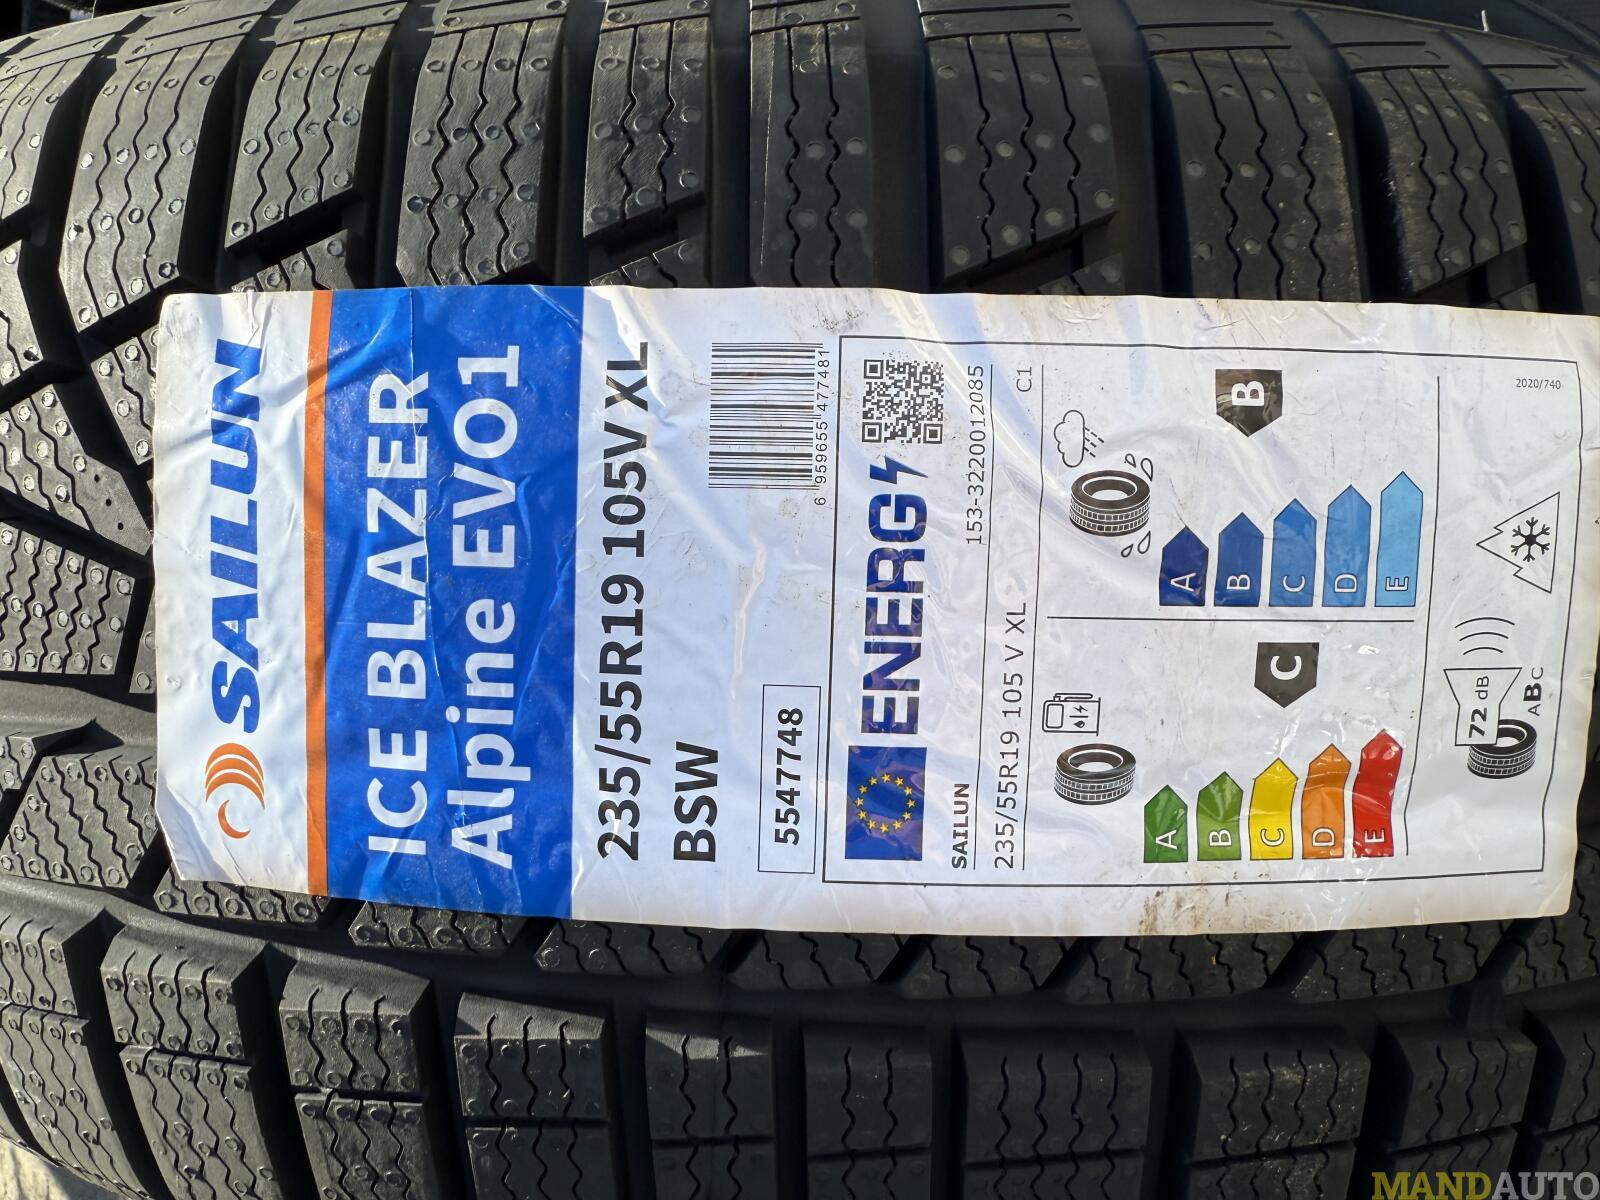 SAILUN
ICE BLAZER
Alpine EVO1
235/55R19 105V XL
BSW
6 959655 477481
5547748
ENERG
SAILUN
153-3220012085
235/55R19 105 V XL
C1
A
B
C
D
E
C
A
B
C
D
E
B
72 dB
ABC
2020/740
MANDAUTO